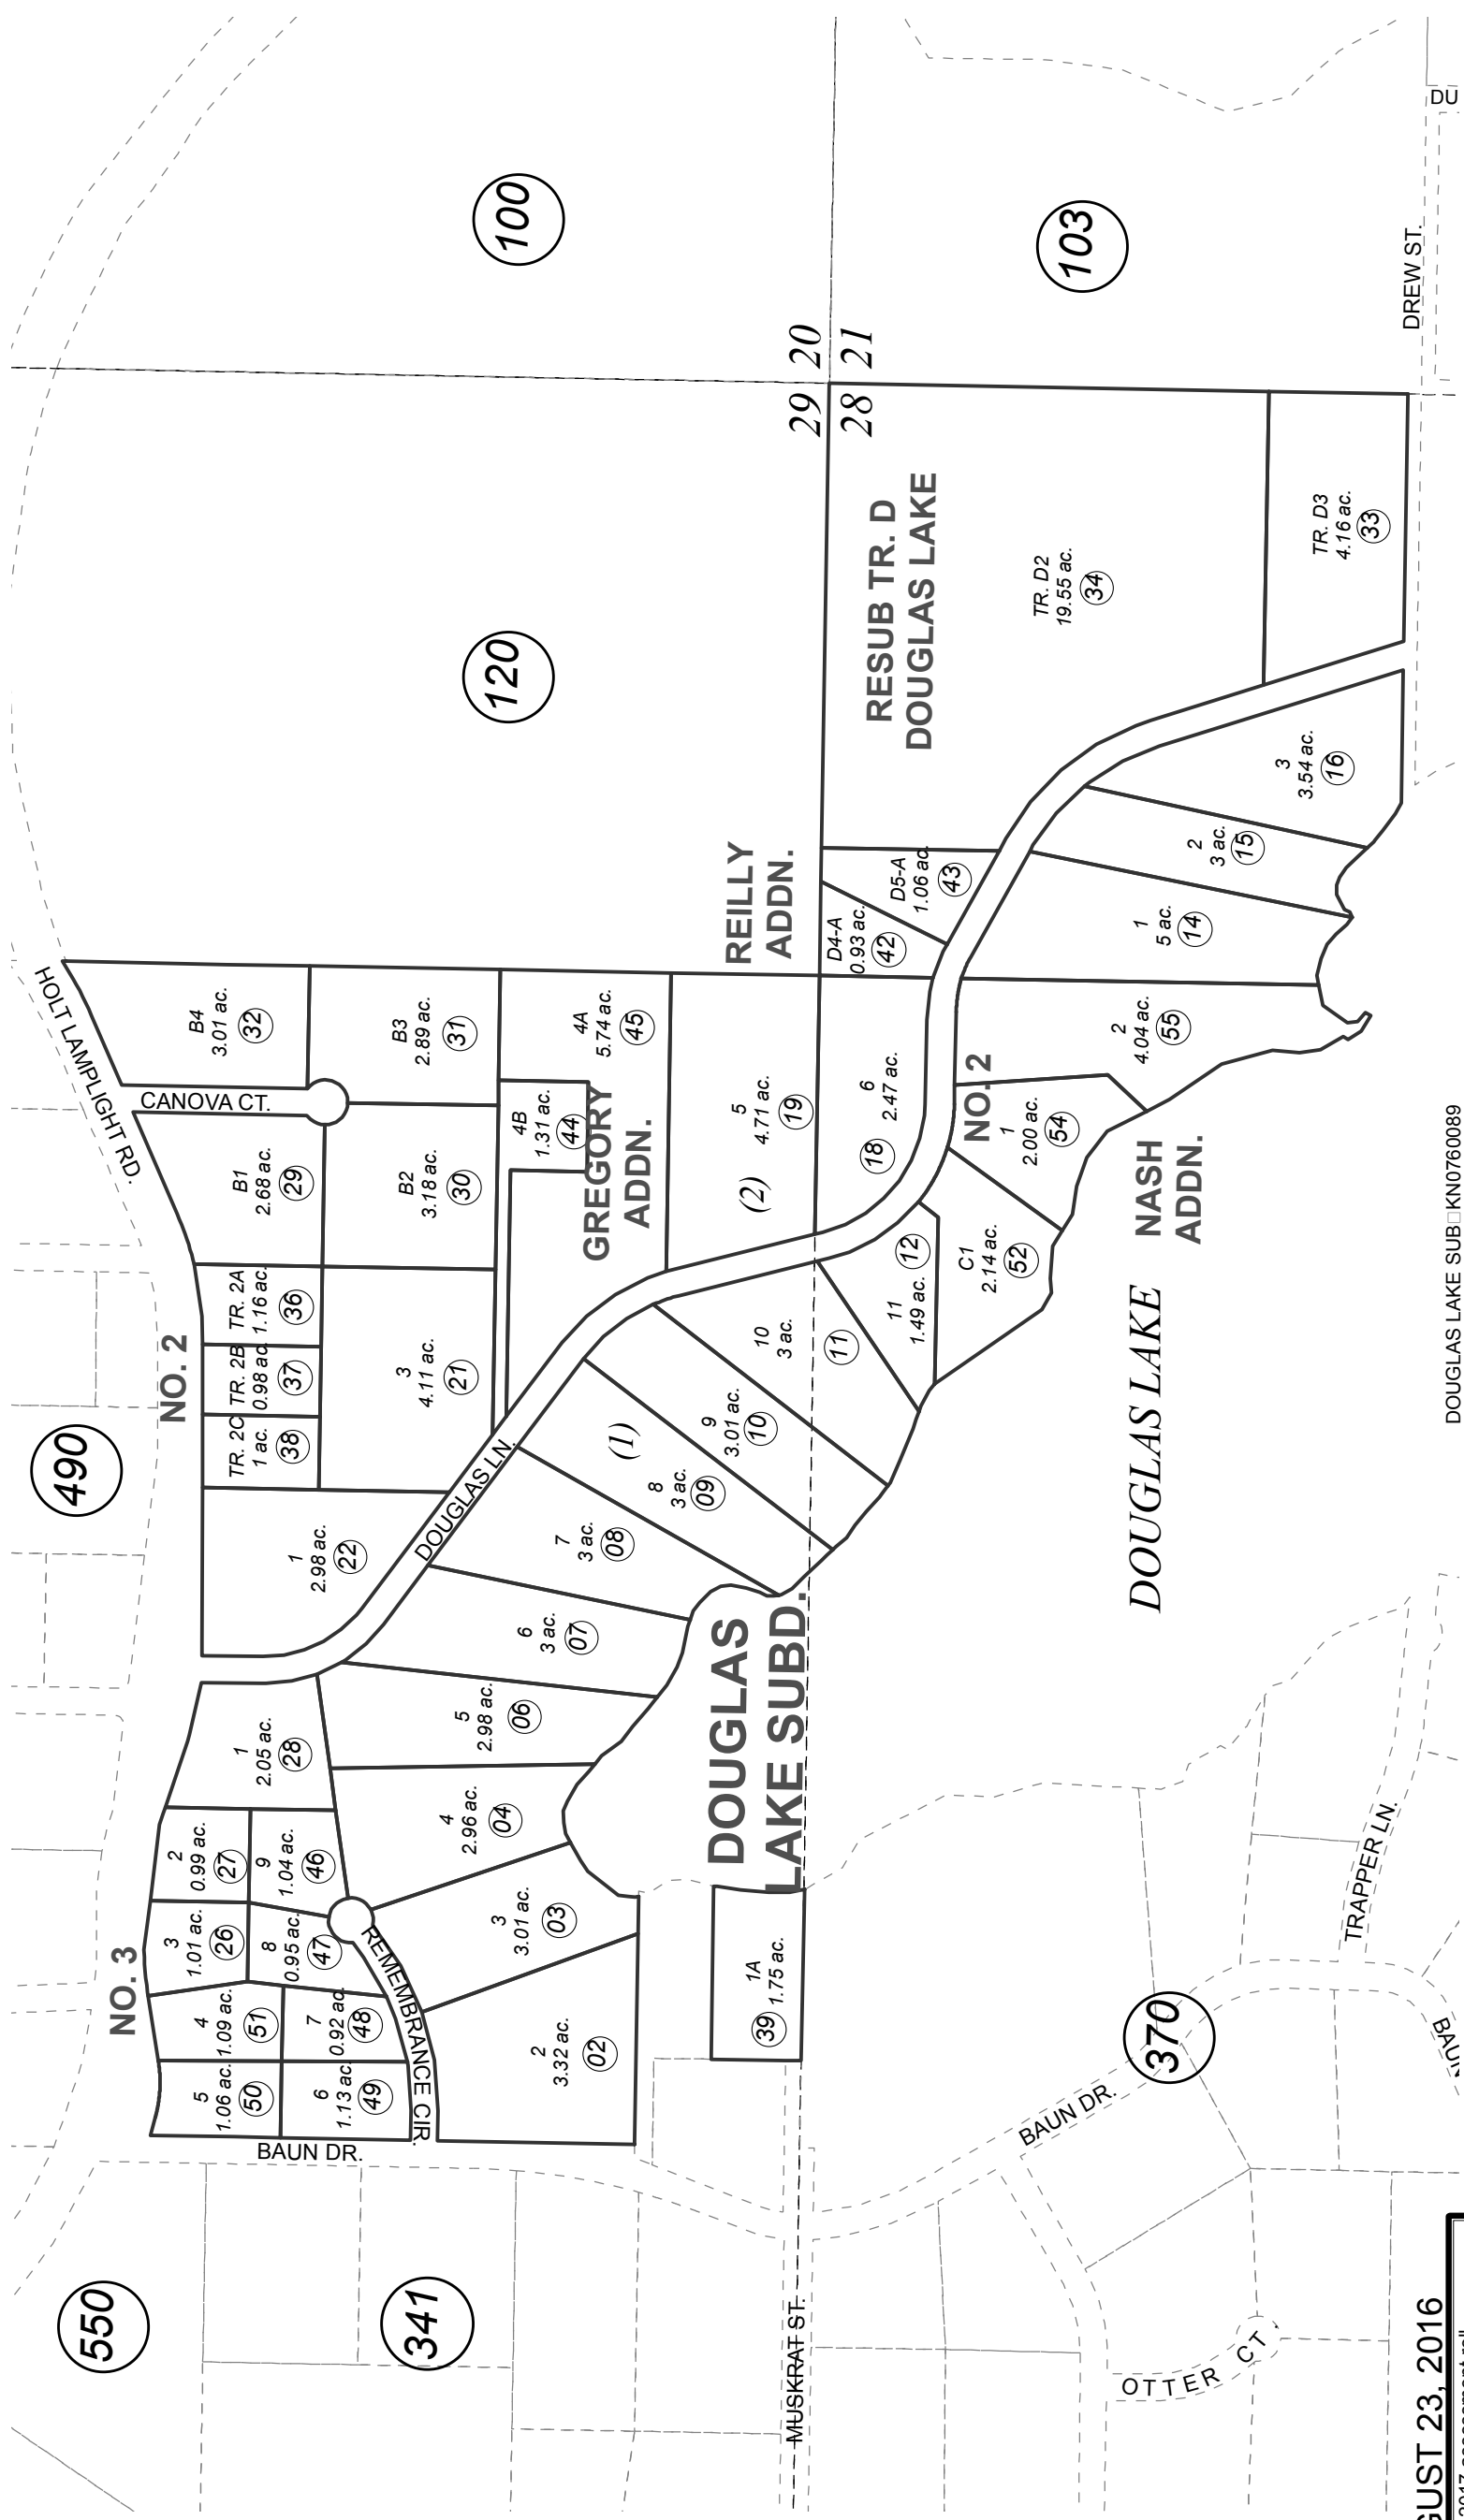 100
103
DU
DREW ST.
20
21
29
28
120
RESUB TR. D
DOUGLAS LAKE
TR. D2
19.55 ac.
34
TR. D3
4.16 ac.
33
3
3.54 ac.
16
2
3 ac.
15
1
5 ac.
14
REILLY
ADDN.
D5-A
1.06 ac.
43
D4-A
0.93 ac.
42
HOLT LAMPLIGHT RD.
B4
3.01 ac.
32
B3
2.89 ac.
31
4A
5.74 ac.
45
CANOVA CT.
4B
1.31 ac.
44
GREGORY
ADDN.
5
4.71 ac.
19
(2)
6
2.47 ac.
18
NO. 2
2
4.04 ac.
55
1
2.00 ac.
54
NASH
ADDN.
B1
2.68 ac.
29
B2
3.18 ac.
30
C1
2.14 ac.
52
11
1.49 ac.
12
10
3 ac.
11
TR. 2A
1.16 ac.
36
TR. 2B
0.98 ac.
37
TR. 2C
1 ac.
38
NO. 2
3
4.11 ac.
21
9
3.01 ac.
10
(1)
8
3 ac.
09
DOUGLAS LAKE
DOUGLAS LAKE SUB□KN0760089
490
DOUGLAS LN.
1
2.98 ac.
22
7
3 ac.
08
6
3 ac.
07
5
2.98 ac.
06
DOUGLAS
LAKE SUBD.
1
2.05 ac.
28
4
2.96 ac.
04
2
0.99 ac.
27
9
1.04 ac.
46
3
1.01 ac.
26
8
0.95 ac.
47
3
3.01 ac.
03
NO. 3
REMEMBRANCE CIR.
4
1.09 ac.
51
7
0.92 ac.
48
5
1.06 ac.
50
6
1.13 ac.
49
2
3.32 ac.
02
1A
1.75 ac.
39
TRAPPER LN.
370
BAUN DR.
BAUN DR.
BAUN
550
341
MUSKRAT ST.
OTTER CT.
GUST 23, 2016
2017 assessment roll